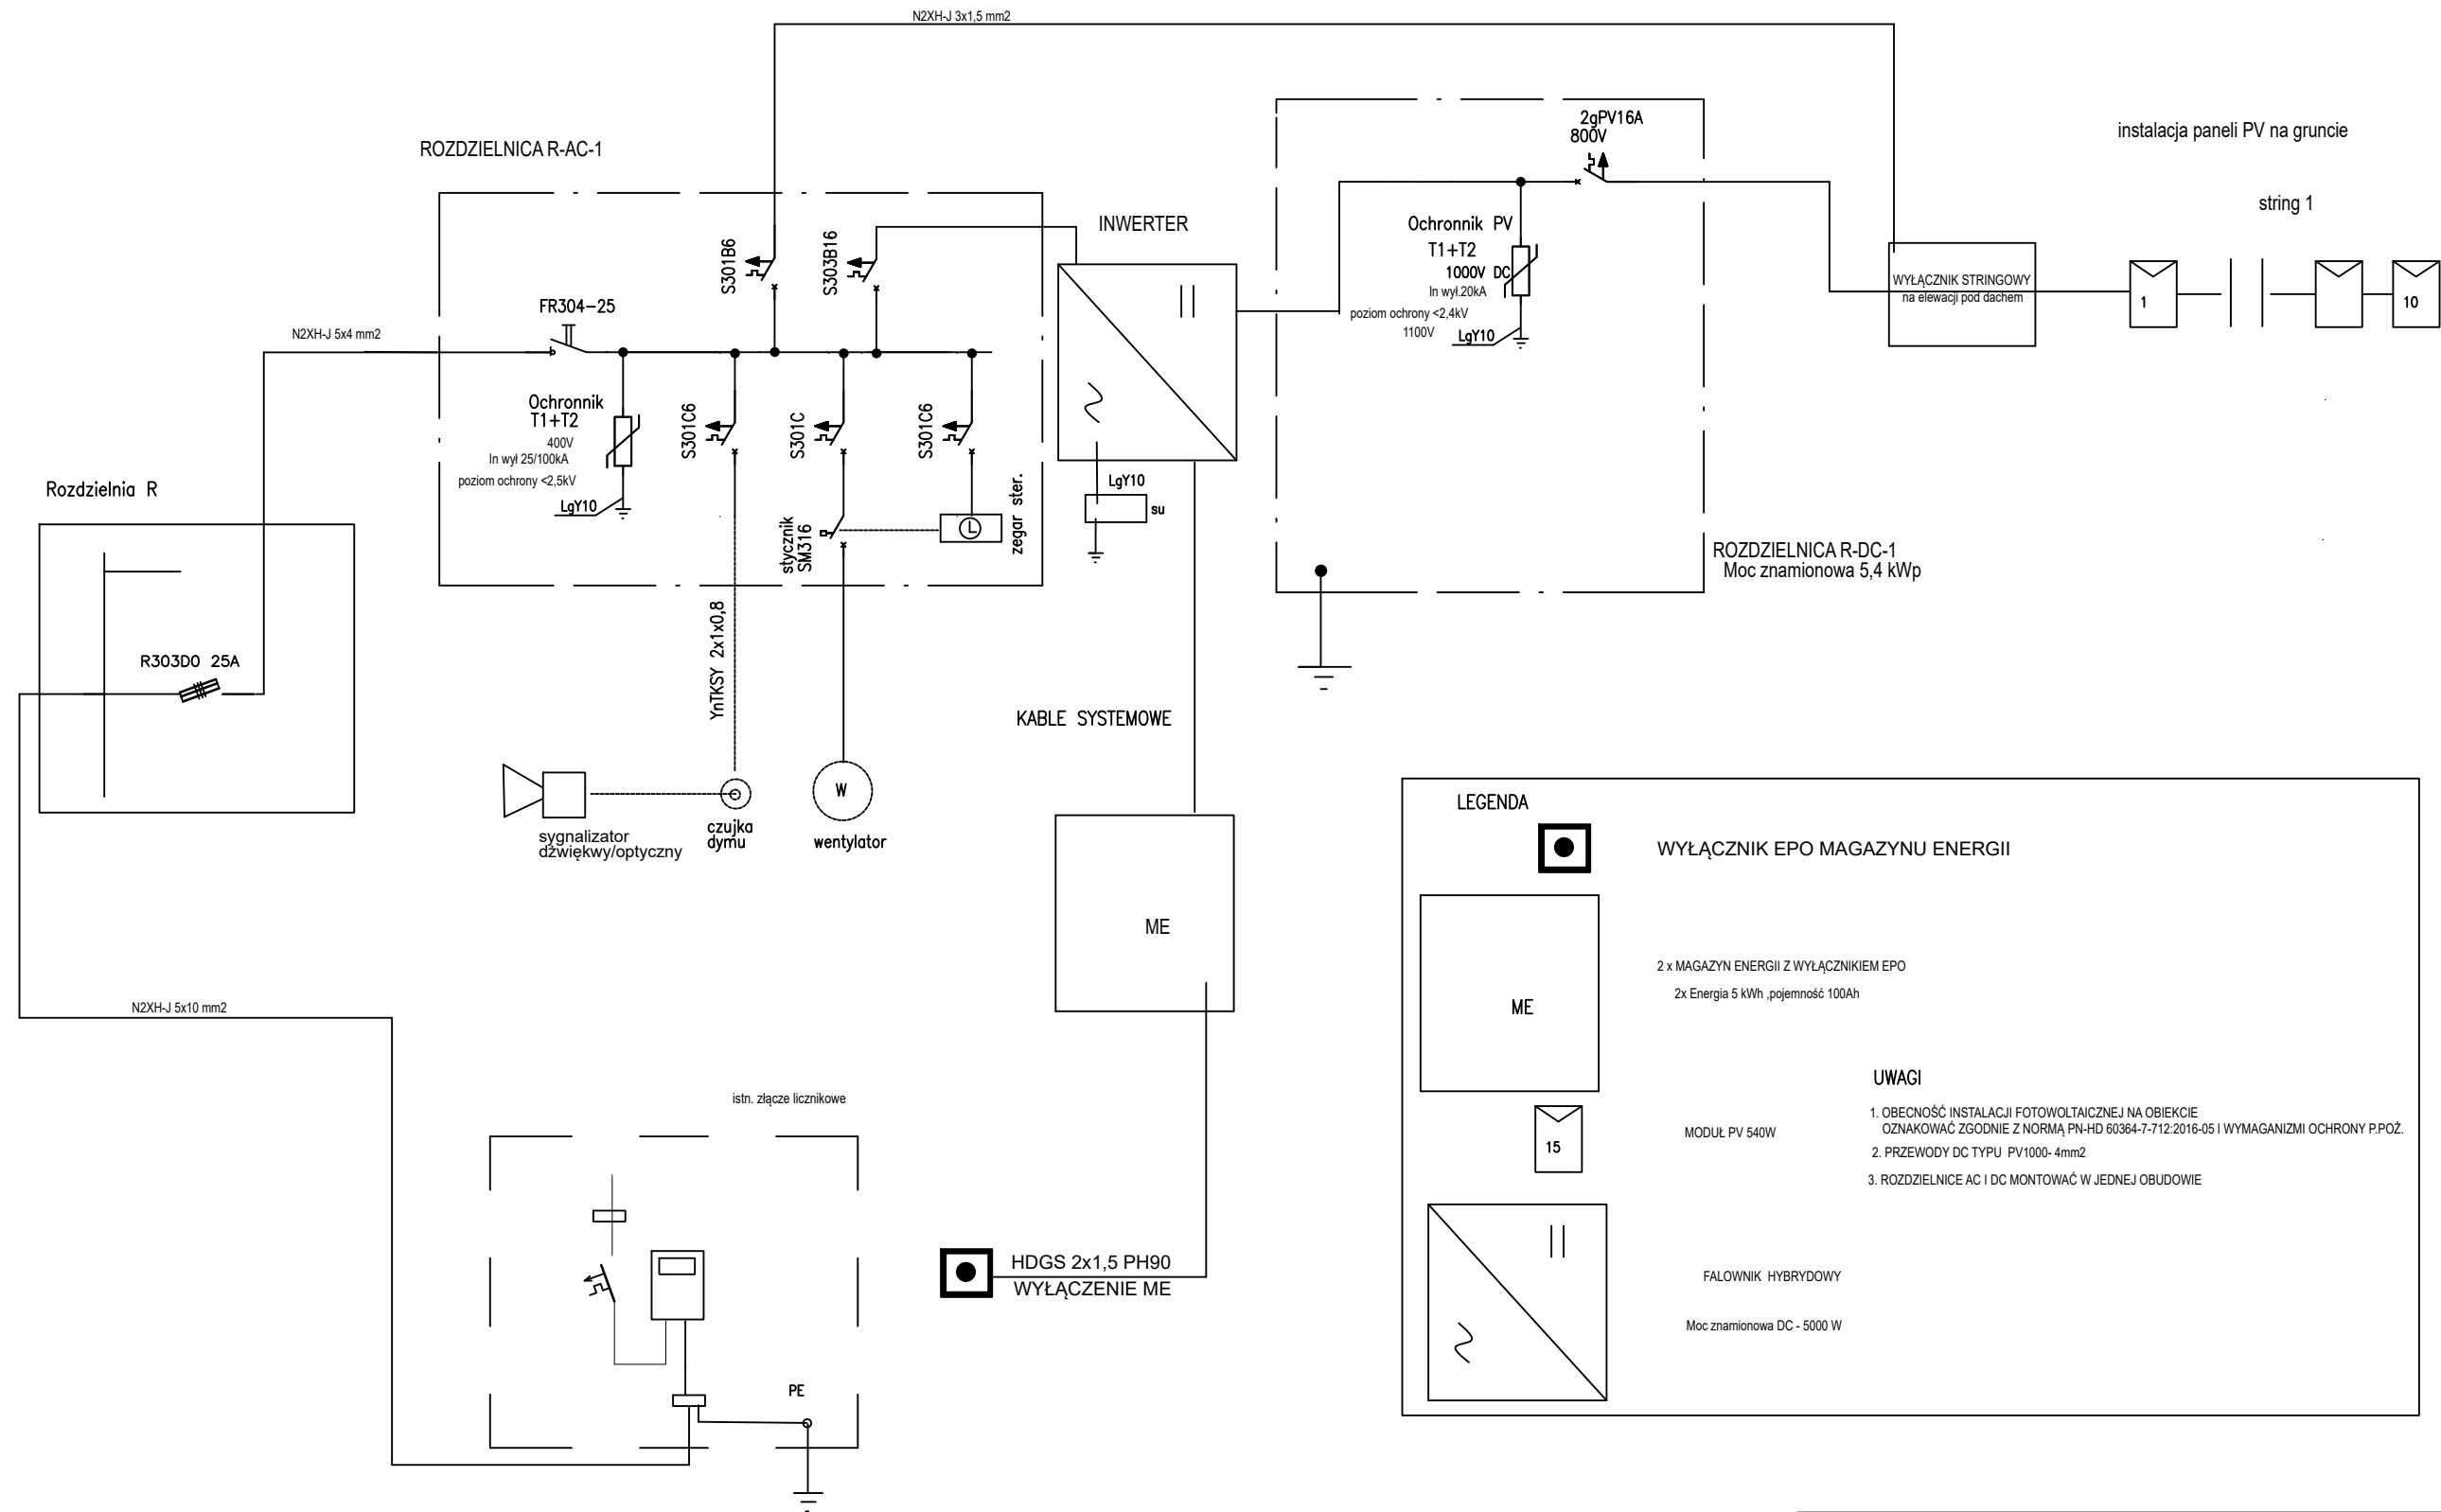 N2XH-J 3x1,5 mm2
ROZDZIELNICA R-AC-1
2gPV16A
800V
instalacja paneli PV na gruncie
string 1
INWERTER
S301B6
S303B16
Ochronnik PV
T1+T2
1000V DC
In wył.20kA
poziom ochrony <2,4kV
1100V
LgY10
WYŁĄCZNIK STRINGOWY
na elewacji pod dachem
1
10
FR304-25
N2XH-J 5x4 mm2
Ochronnik
T1+T2
400V
In wył 25/100kA
poziom ochrony <2,5kV
LgY10
S301C6
S301C
S301C6
stycznik
SM316
zegar ster.
LgY10
su
Rozdzielnia R
R303D0 25A
ROZDZIELNICA R-DC-1
Moc znamionowa 5,4 kWp
YnTKSY 2x1x0,8
KABLE SYSTEMOWE
sygnalizator
dźwiękwy/optyczny
czujka
dymu
W
wentylator
ME
N2XH-J 5x10 mm2
istn. złącze licznikowe
PE
HDGS 2x1,5 PH90
WYŁĄCZENIE ME
LEGENDA
WYŁĄCZNIK EPO MAGAZYNU ENERGII
ME
2 x MAGAZYN ENERGII Z WYŁĄCZNIKIEM EPO
2x Energia 5 kWh ,pojemność 100Ah
15
MODUŁ PV 540W
UWAGI
1. OBECNOŚĆ INSTALACJI FOTOWOLTAICZNEJ NA OBIEKCIE
OZNAKOWAĆ ZGODNIE Z NORMĄ PN-HD 60364-7-712:2016-05 I WYMAGANIZMI OCHRONY P.POŻ.
2. PRZEWODY DC TYPU PV1000- 4mm2
3. ROZDZIELNICE AC I DC MONTOWAĆ W JEDNEJ OBUDOWIE
FALOWNIK HYBRYDOWY
Moc znamionowa DC - 5000 W